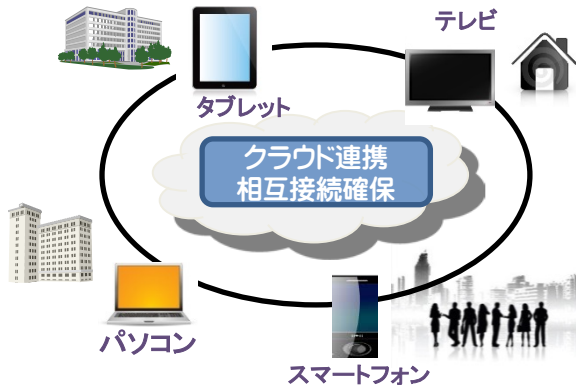 テレビ
タブレット
クラウド連携
相互接続確保
パソコン
スマートフォン